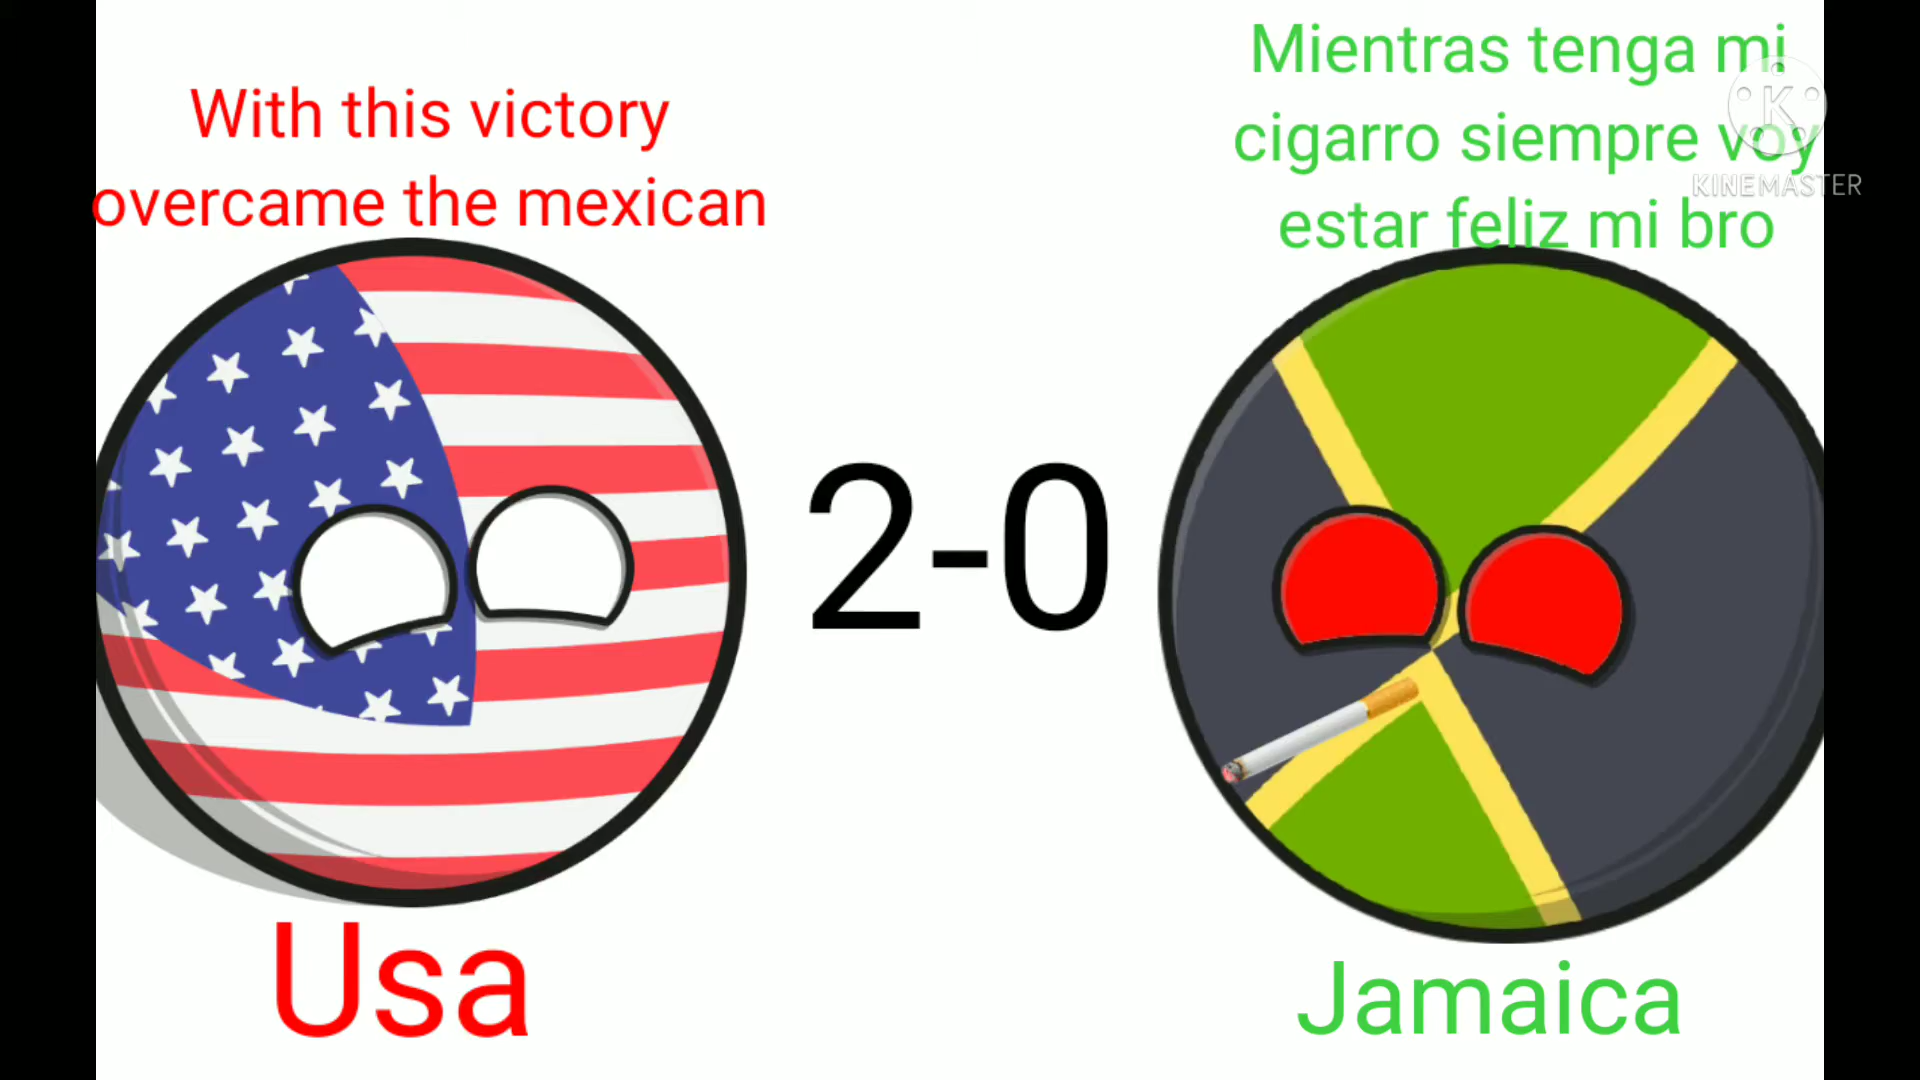 With this victory
overcame the mexican
Mientras tenga mi
cigarro siempre voy
estar feliz mi bro
K
KINEMASTER
2-0
Usa
Jamaica